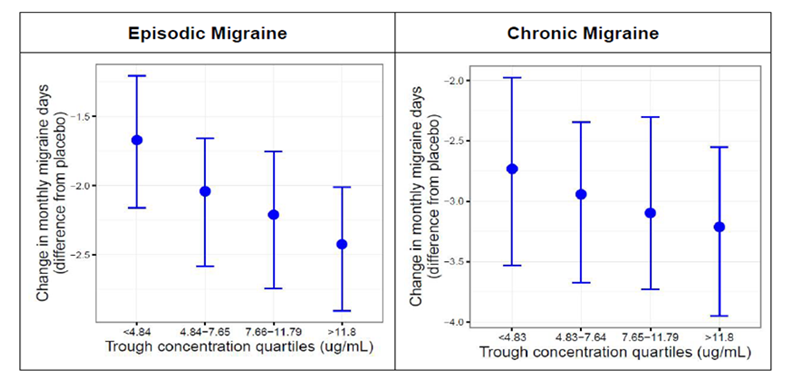 Episodic Migraine
Chronic Migraine
Change in monthly migraine days
(difference from placebo)
−1.5
−2.0
−2.5
<4.84
4.84−7.65
7.66−11.79
>11.8
Trough concentration quartiles (ug/mL)
Change in monthly migraine days
(difference from placebo)
−2.0
−2.5
−3.0
−3.5
−4.0
<4.83
4.83−7.64
7.65−11.79
>11.8
Trough concentration quartiles (ug/mL)